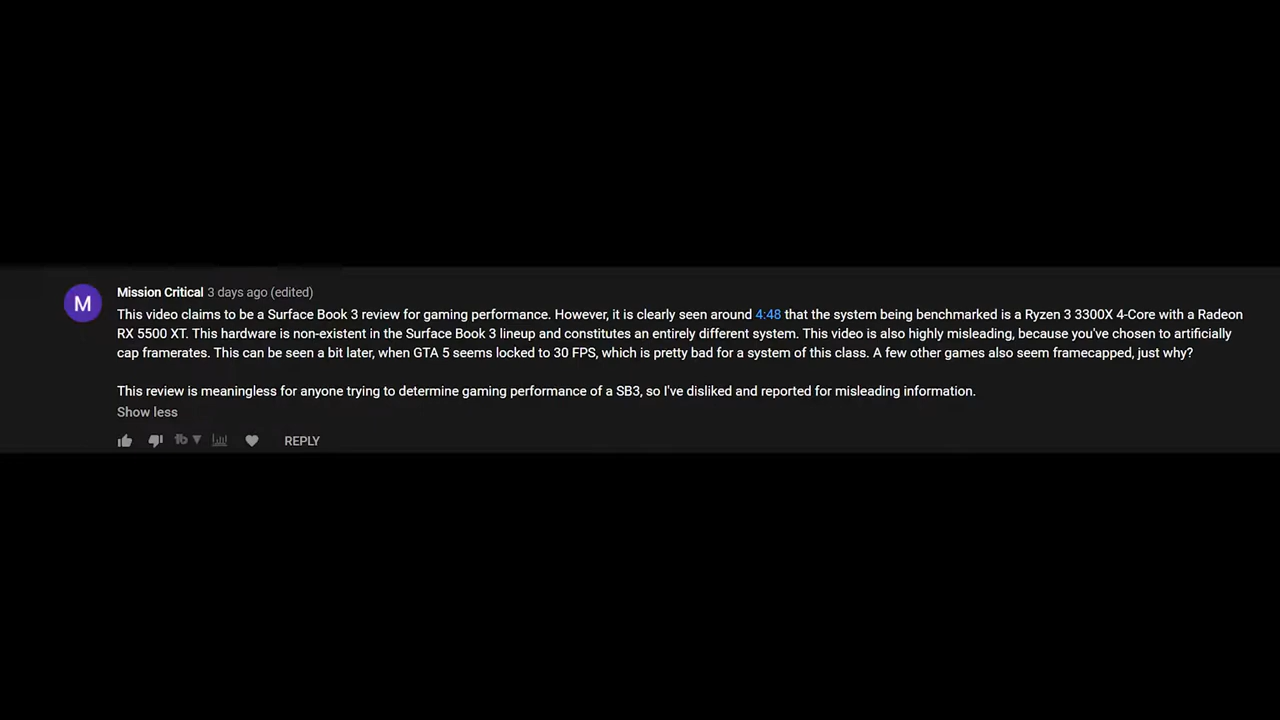 M
Mission Critical 3 days ago (edited)
This video claims to be a Surface Book 3 review for gaming performance. However, it is clearly seen around 4:48 that the system being benchmarked is a Ryzen 3 3300X 4-Core with a Radeon
RX 5500 XT. This hardware is non-existent in the Surface Book 3 lineup and constitutes an entirely different system. This video is also highly misleading, because you've chosen to artificially
cap framerates. This can be seen a bit later, when GTA 5 seems locked to 30 FPS, which is pretty bad for a system of this class. A few other games also seem framecapped, just why?
This review is meaningless for anyone trying to determine gaming performance of a SB3, so I've disliked and reported for misleading information.
Show less
REPLY